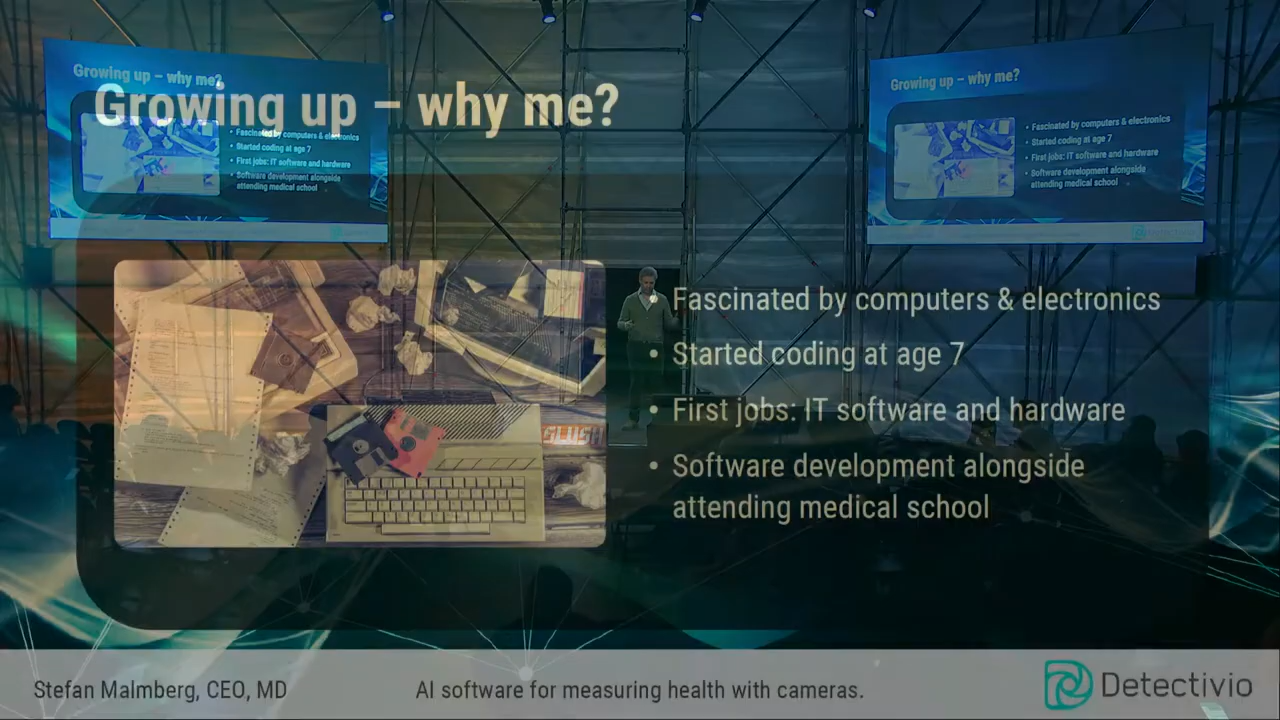 Growing up – why me?
• Fascinated by computers & electronics
• Started coding at age 7
• First jobs: IT software and hardware
• Software development alongside
attending medical school
Growing up – why me?
• Fascinated by computers & electronics
• Started coding at age 7
• First jobs: IT software and hardware
• Software development alongside
attending medical school
Growing up – why me?
Fascinated by computers & electronics
• Started coding at age 7
• First jobs: IT software and hardware
• Software development alongside
attending medical school
SLUSH
Stefan Malmberg, CEO, MD
AI software for measuring health with cameras.
Detectivio